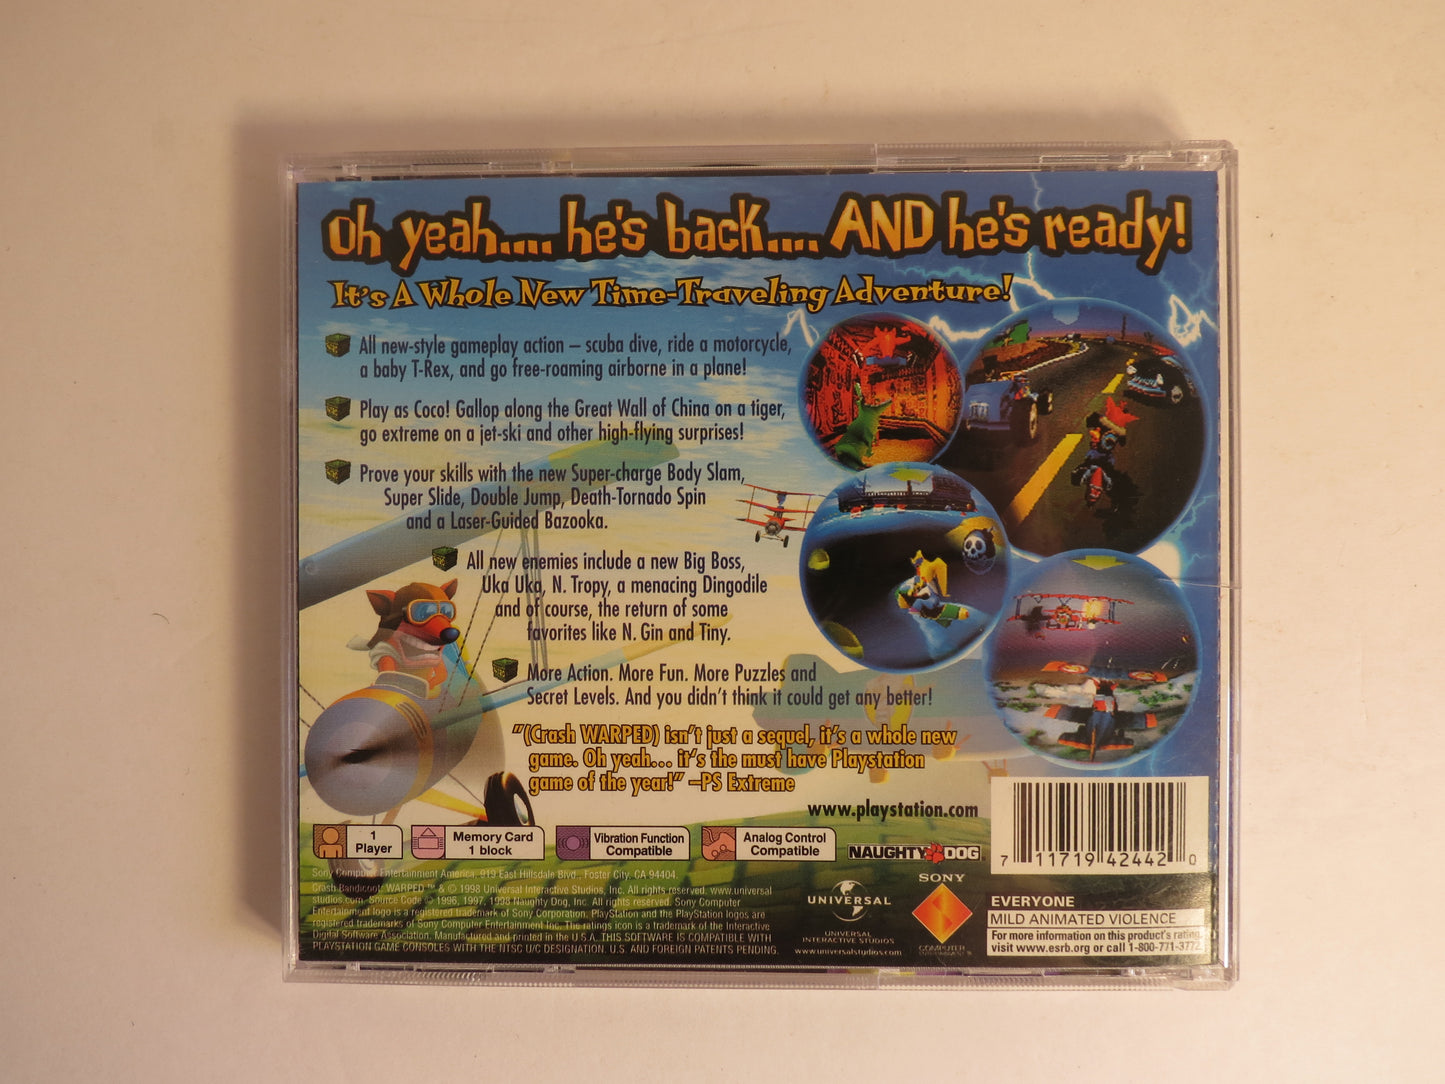 Oh yeah.... he's back.... AND he's ready!
It's A Whole New Time-Traveling Adventure!
All new-style gameplay action – scuba dive, ride a motorcycle,
a baby T-Rex, and go free-roaming airborne in a plane!
Play as Coco! Gallop along the Great Wall of China on a tiger,
go extreme on a jet-ski and other high-flying surprises!
Prove your skills with the new Super-charge Body Slam,
Super Slide, Double Jump, Death-Tornado Spin
and a Laser-Guided Bazooka.
All new enemies include a new Big Boss,
Uka Uka, N. Tropy, a menacing Dingodile
and of course, the return of some
favorites like N. Gin and Tiny.
More Action. More Fun. More Puzzles and
Secret Levels. And you didn't think it could get any better!
"(Crash WARPED) isn't just a sequel, it's a whole new
game. Oh yeah... it's the must have Playstation
game of the year!" –PS Extreme
www.playstation.com
1
Player
Memory Card
1 block
Vibration Function
Compatible
Analog Control
Compatible
NAUGHTY DOG
7 11719 42442 0
Sony Computer Entertainment America, 919 East Hillsdale Blvd., Foster City, CA 94404.
Crash Bandicoot: WARPED ™ & © 1998 Universal Interactive Studios, Inc. All rights reserved. www.universal
studios.com. Source Code © 1996, 1997, 1998 Naughty Dog, Inc. All rights reserved. Sony Computer
Entertainment logo is a registered trademark of Sony Corporation. PlayStation and the PlayStation logos are
registered trademarks of Sony Computer Entertainment Inc. The ratings icon is a trademark of the Interactive
Digital Software Association. Manufactured and printed in the U.S.A. THIS SOFTWARE IS COMPATIBLE WITH
PLAYSTATION GAME CONSOLES WITH THE NTSC U/C DESIGNATION. U.S. AND FOREIGN PATENTS PENDING.
UNIVERSAL
UNIVERSAL
INTERACTIVE STUDIOS
www.universalstudios.com
SONY
COMPUTER
ENTERTAINMENT ®
EVERYONE
MILD ANIMATED VIOLENCE
For more information on this product's rating,
visit www.esrb.org or call 1-800-771-3772.